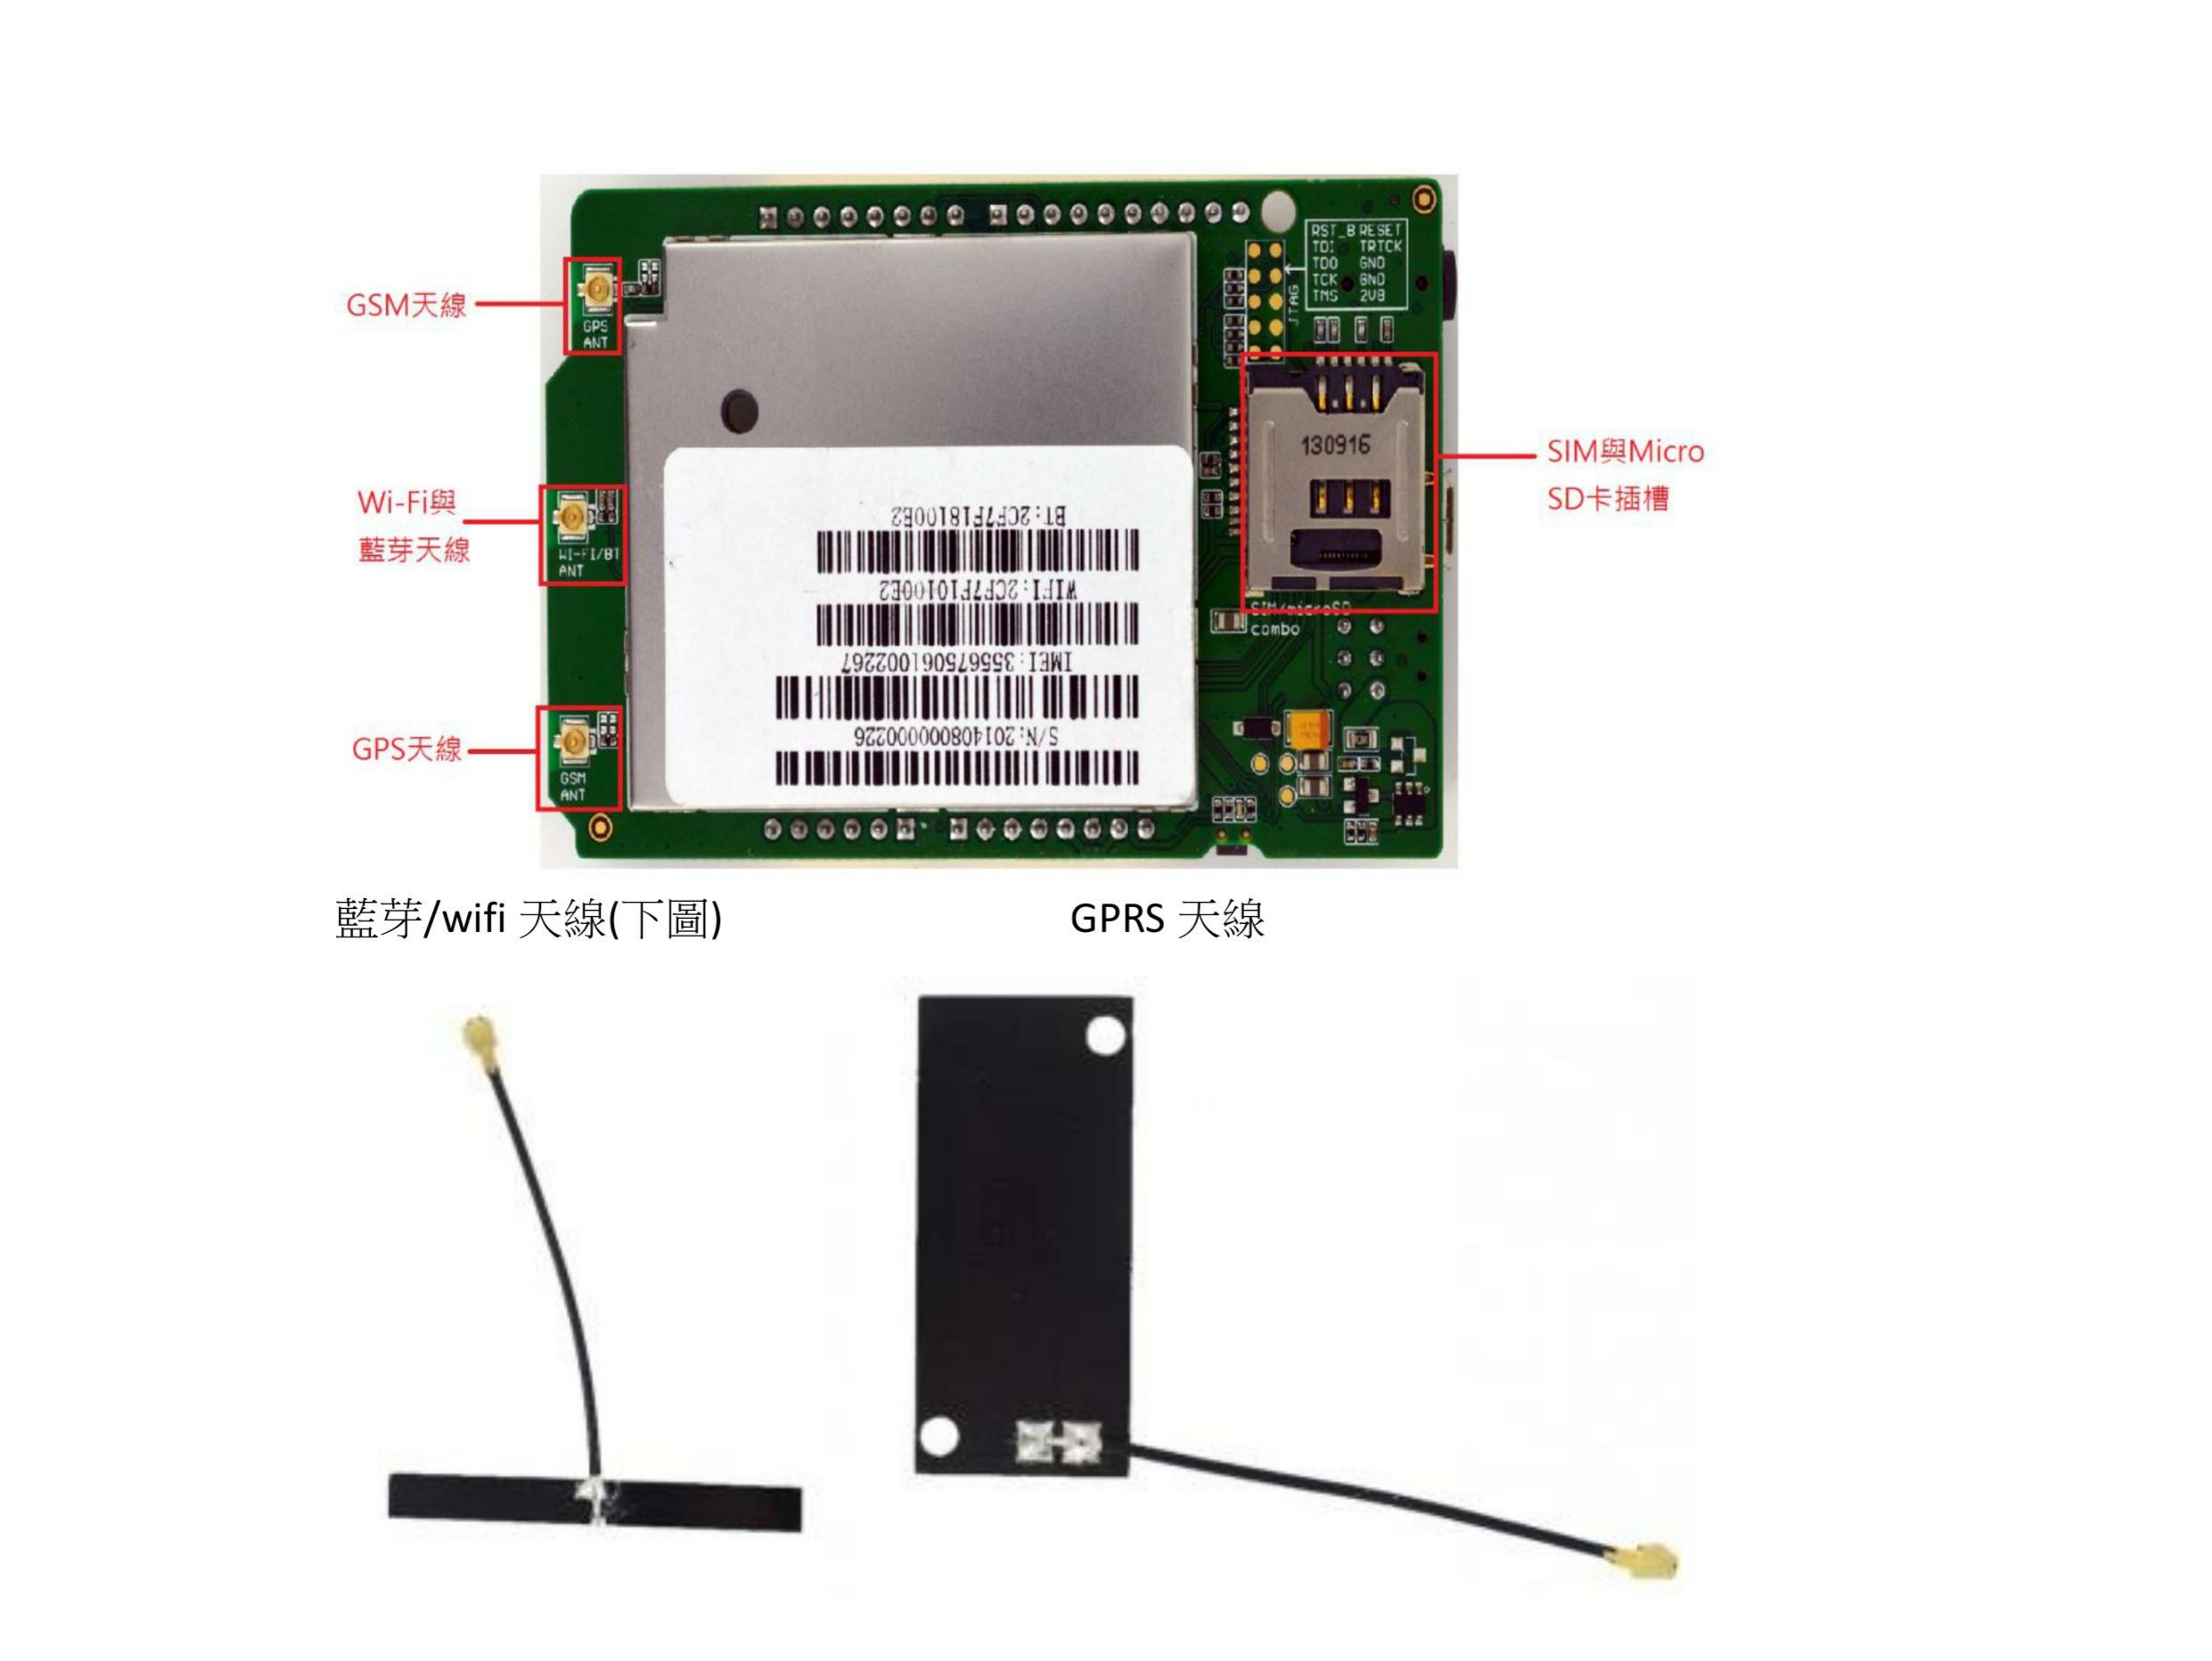 RST_B RESET
TDI TRTCK
TDO GND
TCK GND
TMS 2V8
JTAG
GSM天線
GPS
ANT
130916
SIM與Micro
SD卡插槽
Wi-Fi與
藍芽天線
WI-FI/BT
ANT
BT:2CF7F18100E2
WIFI:2CF7F10100E2
SIM/microSD
combo
IMEI:355675061002267
S/N:20140800000226
GPS天線
GSM
ANT
藍芽/wifi 天線(下圖)
GPRS 天線